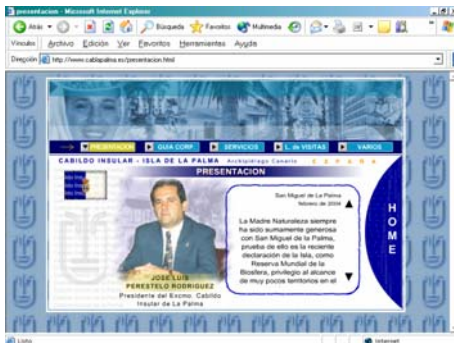 presentacion - Microsoft Internet Explorer
Atrás Búsqueda Favoritos Multimedia
Vínculos Archivo Edición Ver Favoritos Herramientas Ayuda
Dirección http://www.cablapalma.es/presentacion.html
PRESENTACION GUIA CORP. SERVICIOS L. de VISITAS VARIOS
CABILDO INSULAR - ISLA DE LA PALMA Archipiélago Canario ESPAÑA
PRESENTACION
San Miguel de La Palma
febrero de 2004
La Madre Naturaleza siempre
ha sido sumamente generosa
con San Miguel de la Palma,
prueba de ello es la reciente
declaración de la Isla, como
Reserva Mundial de la
Biosfera, privilegio al alcance
de muy pocos territorios en el
HOME
JOSE LUIS
PERESTELO RODRIGUEZ
Presidente del Excmo. Cabildo
Insular de La Palma
Listo Internet